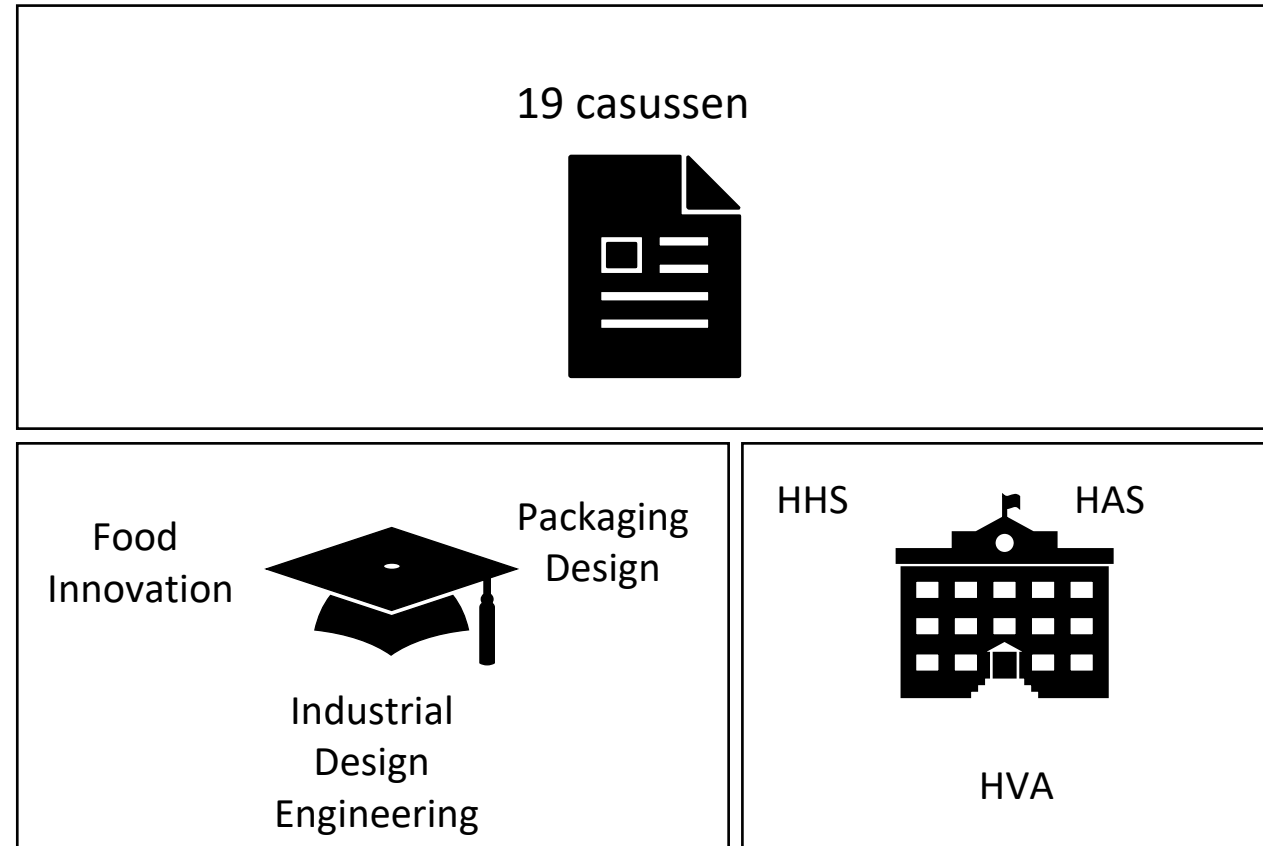 19 casussen
Food
Innovation
Packaging
Design
Industrial
Design
Engineering
HHS
HAS
HVA